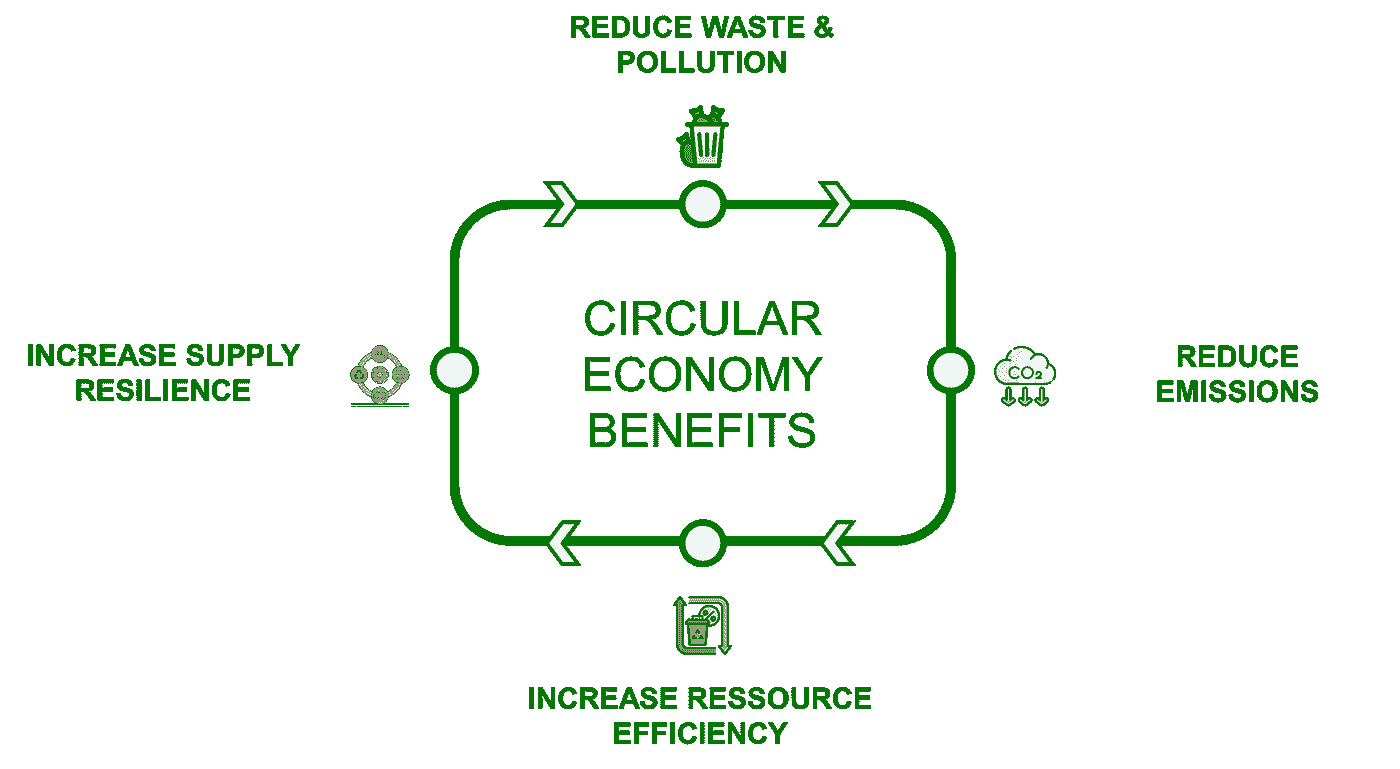 REDUCE WASTE &
POLLUTION
CIRCULAR
ECONOMY
BENEFITS
INCREASE SUPPLY
RESILIENCE
CO2
REDUCE
EMISSIONS
INCREASE RESSOURCE
EFFICIENCY